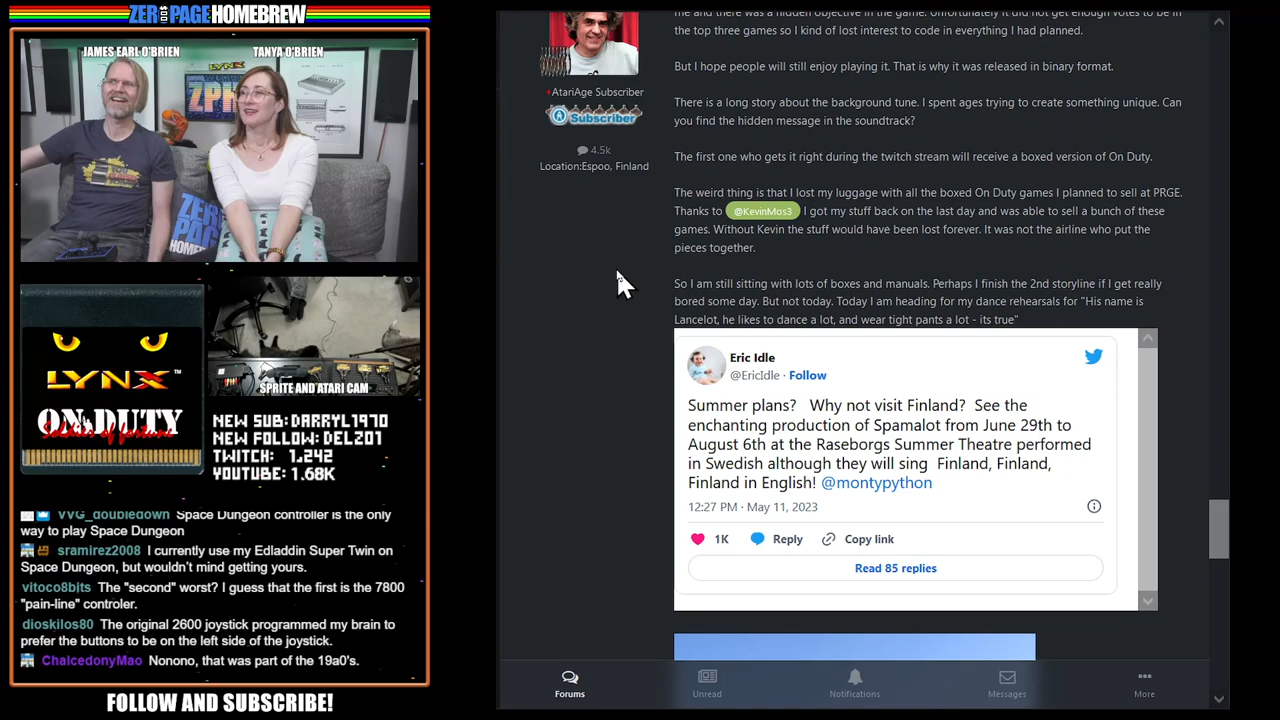 ZER PAGE HOMEBREW
JAMES EARL O'BRIEN
TANYA O'BRIEN
LYNX
ZPH
ZERO PAGE HOMEBREW
LYNX™
ON DUTY
Soldiers of fortune
SPRITE AND ATARI CAM
NEW SUB:DARRYL1970
NEW FOLLOW:DELZ01
TWITCH: 1,242
YOUTUBE: 1.68K
VVG_doubledown Space Dungeon controller is the only
way to play Space Dungeon
sramirez2008 I currently use my Edladdin Super Twin on
Space Dungeon, but wouldn't mind getting yours.
vitoco8bits The "second" worst? I guess that the first is the 7800
"pain-line" controler.
dioskilos80 The original 2600 joystick programmed my brain to
prefer the buttons to be on the left side of the joystick.
ChalcedonyMao Nonono, that was part of the 19a0's.
FOLLOW AND SUBSCRIBE!
AtariAge Subscriber
Subscriber
4.5k
Location:Espoo, Finland
me and there was a hidden objective in the game. Unfortunately it did not get enough votes to be in
the top three games so I kind of lost interest to code in everything I had planned.
But I hope people will still enjoy playing it. That is why it was released in binary format.
There is a long story about the background tune. I spent ages trying to create something unique. Can
you find the hidden message in the soundtrack?
The first one who gets it right during the twitch stream will receive a boxed version of On Duty.
The weird thing is that I lost my luggage with all the boxed On Duty games I planned to sell at PRGE.
Thanks to @KevinMos3 I got my stuff back on the last day and was able to sell a bunch of these
games. Without Kevin the stuff would have been lost forever. It was not the airline who put the
pieces together.
So I am still sitting with lots of boxes and manuals. Perhaps I finish the 2nd storyline if I get really
bored some day. But not today. Today I am heading for my dance rehearsals for "His name is
Lancelot, he likes to dance a lot, and wear tight pants a lot - its true"
Eric Idle
@EricIdle · Follow
Summer plans? Why not visit Finland? See the
enchanting production of Spamalot from June 29th to
August 6th at the Raseborgs Summer Theatre performed
in Swedish although they will sing Finland, Finland,
Finland in English! @montypython
12:27 PM · May 11, 2023
1K Reply Copy link
Read 85 replies
Forums
Unread
Notifications
Messages
More